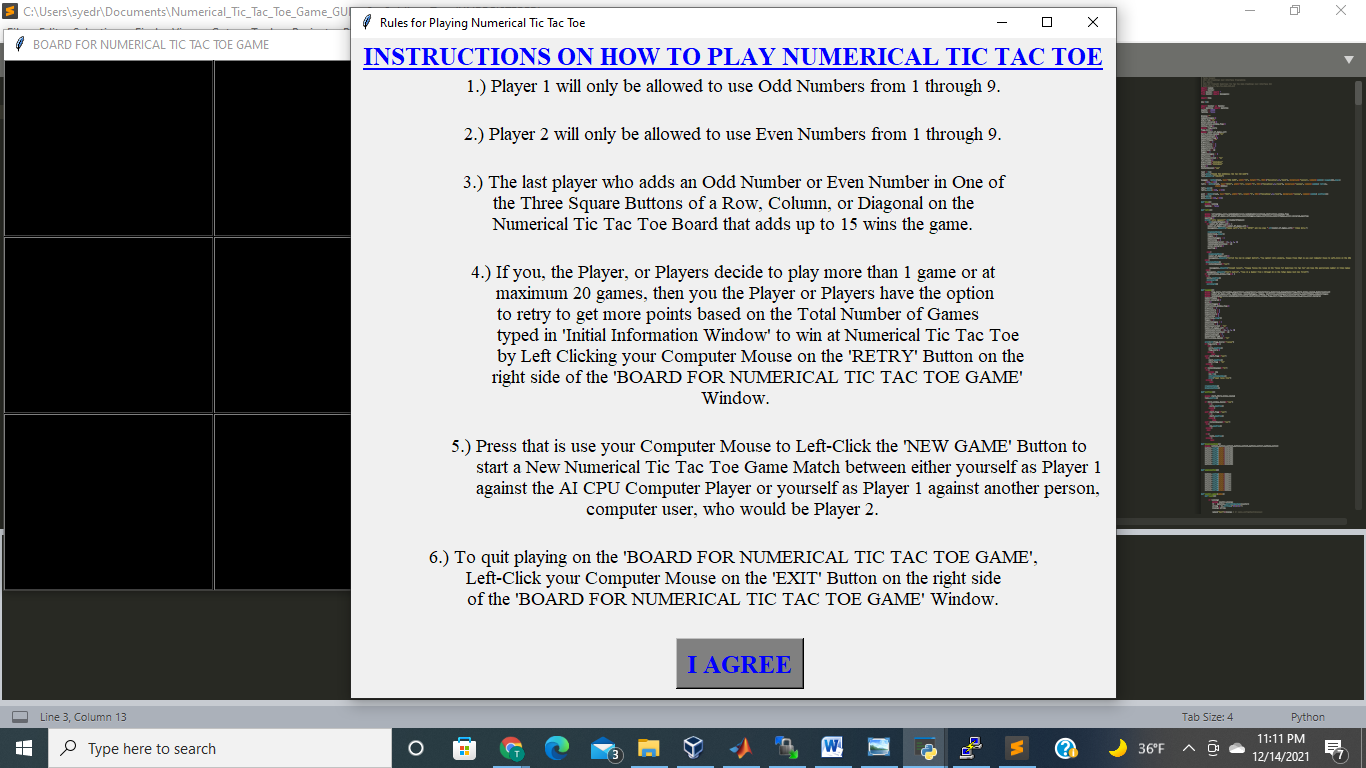 C:\Users\syedr\Documents\Numerical_Tic_Tac_Toe_Game_GU
BOARD FOR NUMERICAL TIC TAC TOE GAME
Rules for Playing Numerical Tic Tac Toe
INSTRUCTIONS ON HOW TO PLAY NUMERICAL TIC TAC TOE
1.) Player 1 will only be allowed to use Odd Numbers from 1 through 9.
2.) Player 2 will only be allowed to use Even Numbers from 1 through 9.
3.) The last player who adds an Odd Number or Even Number in One of
the Three Square Buttons of a Row, Column, or Diagonal on the
Numerical Tic Tac Toe Board that adds up to 15 wins the game.
4.) If you, the Player, or Players decide to play more than 1 game or at
maximum 20 games, then you the Player or Players have the option
to retry to get more points based on the Total Number of Games
typed in 'Initial Information Window' to win at Numerical Tic Tac Toe
by Left Clicking your Computer Mouse on the 'RETRY' Button on the
right side of the 'BOARD FOR NUMERICAL TIC TAC TOE GAME'
Window.
5.) Press that is use your Computer Mouse to Left-Click the 'NEW GAME' Button to
start a New Numerical Tic Tac Toe Game Match between either yourself as Player 1
against the AI CPU Computer Player or yourself as Player 1 against another person,
computer user, who would be Player 2.
6.) To quit playing on the 'BOARD FOR NUMERICAL TIC TAC TOE GAME',
Left-Click your Computer Mouse on the 'EXIT' Button on the right side
of the 'BOARD FOR NUMERICAL TIC TAC TOE GAME' Window.
I AGREE
Line 3, Column 13
Tab Size: 4
Python
Type here to search
3
36°F
11:11 PM
12/14/2021
7